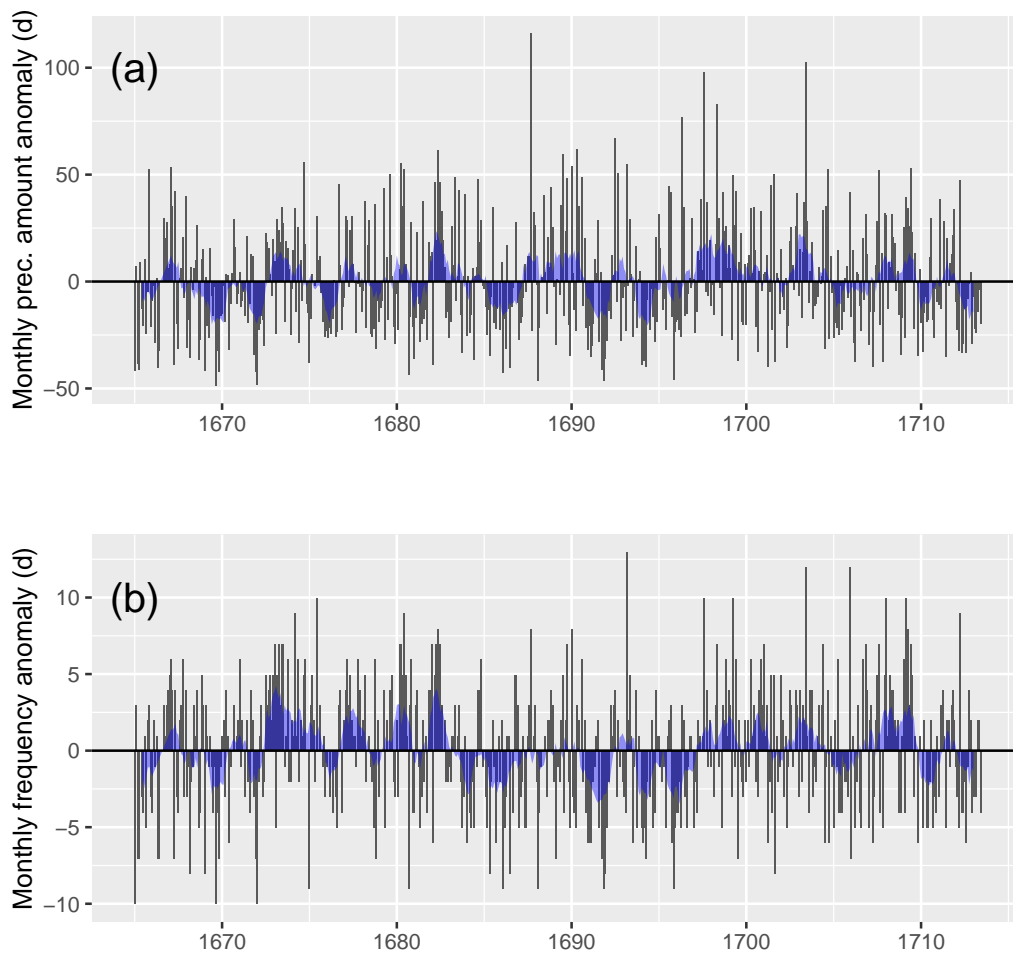 Monthly prec. amount anomaly (d)
(a)
100
50
0
−50
1670 1680 1690 1700 1710
Monthly frequency anomaly (d)
(b)
10
5
0
−5
−10
1670 1680 1690 1700 1710